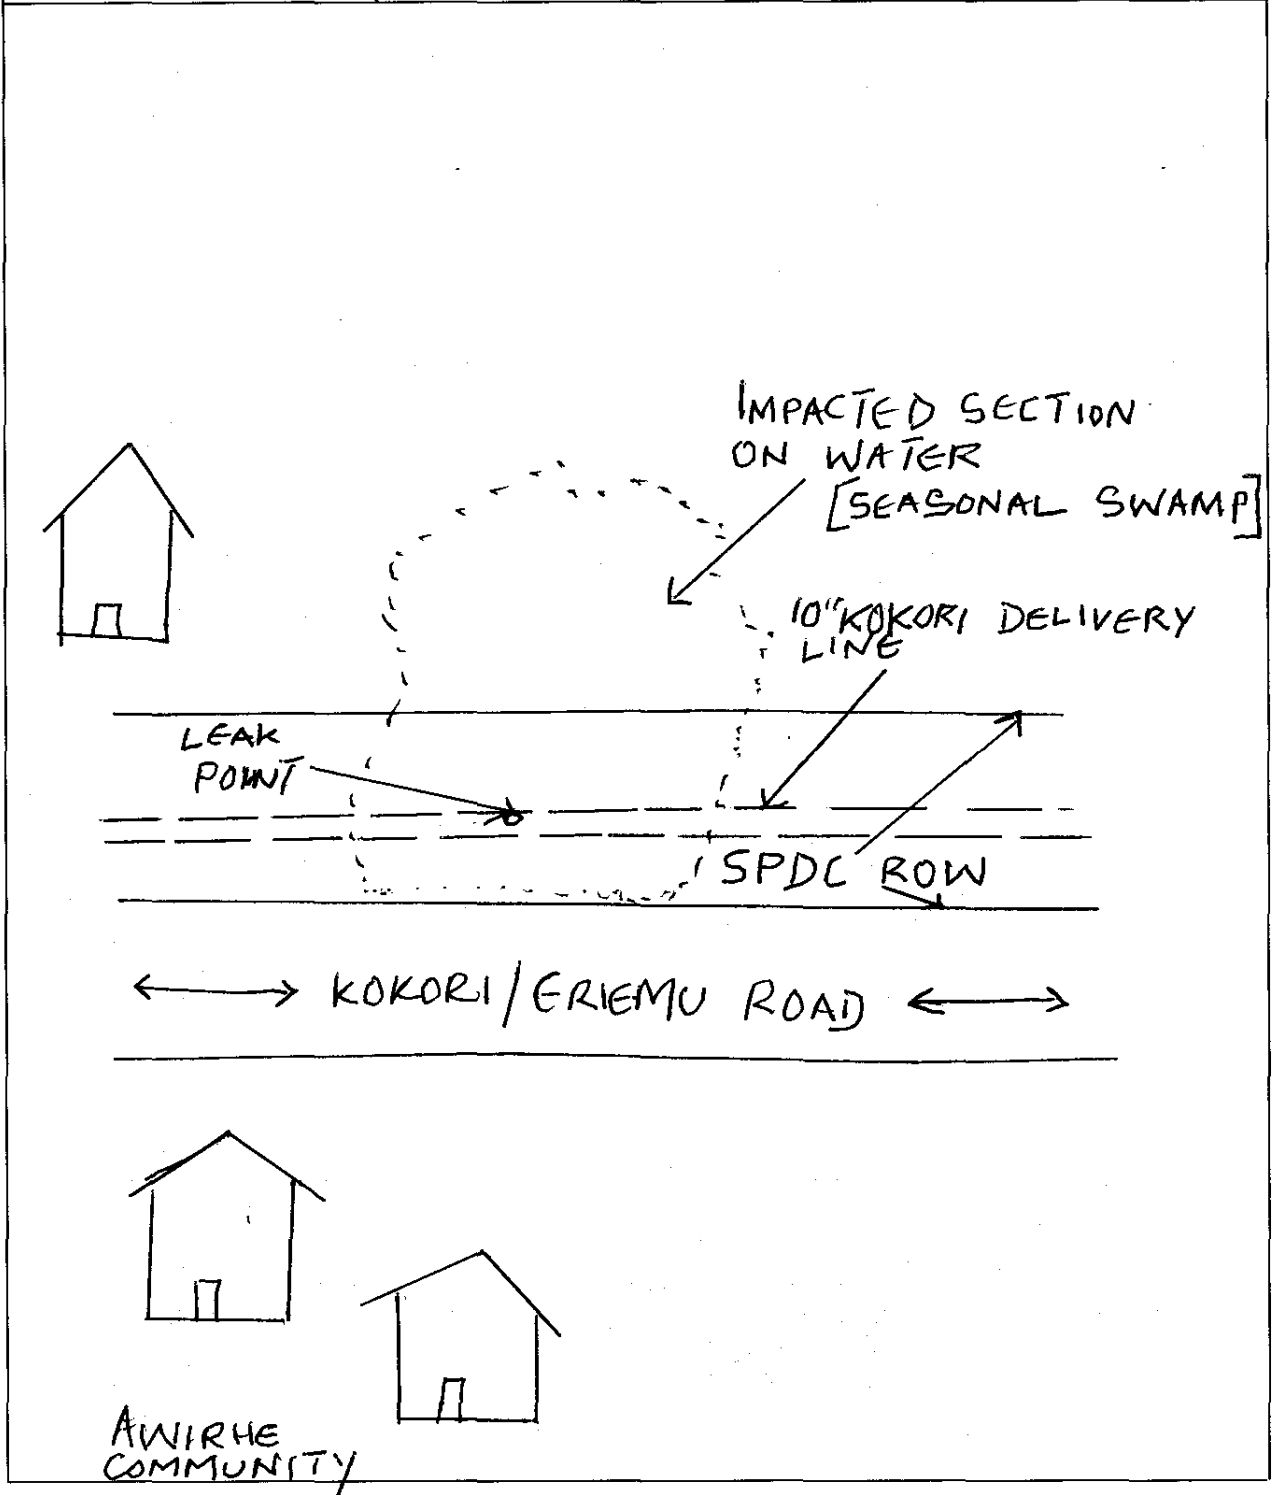 IMPACTED SECTION
ON WATER
[SEASONAL SWAMP]
10" KOKORI DELIVERY
LINE
LEAK
POINT
SPDC ROW
KOKORI/ERIEMU ROAD
AWIRHE
COMMUNITY